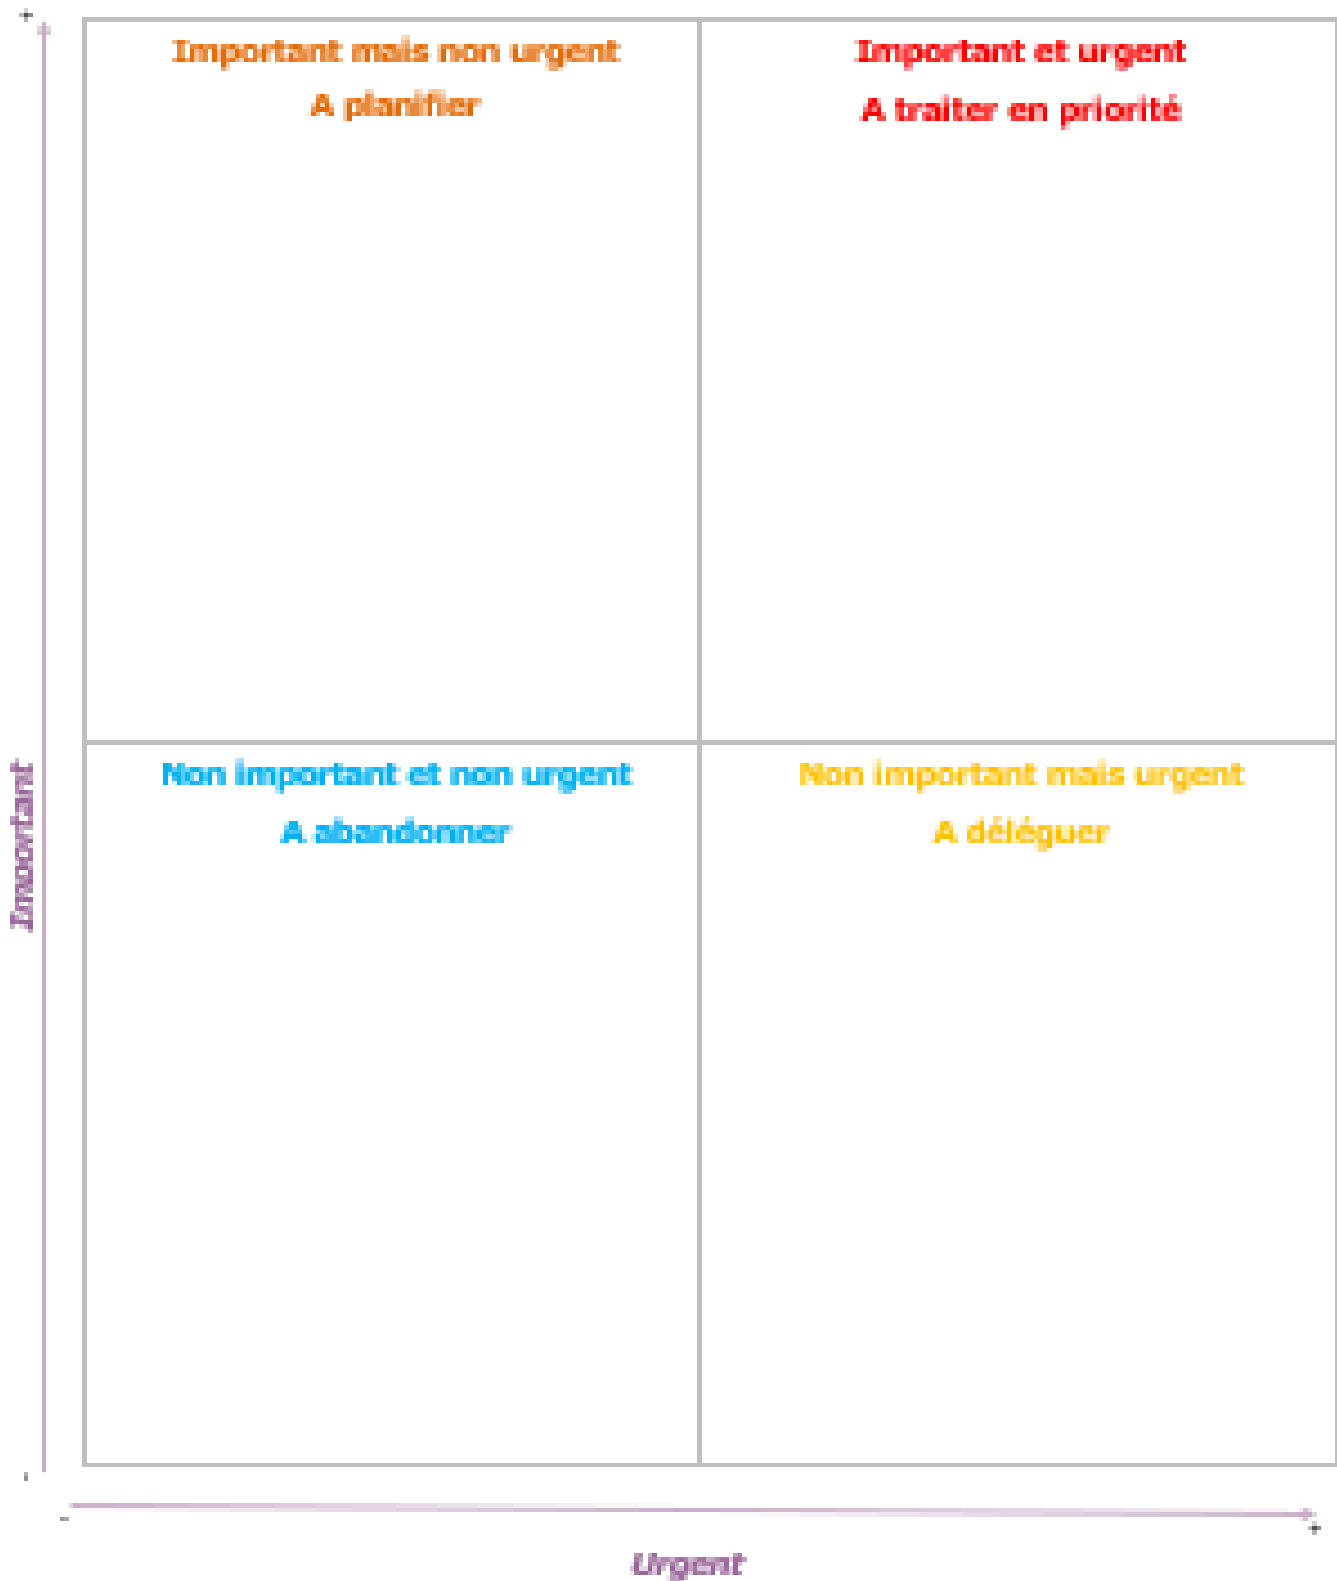 +
Important mais non urgent
A planifier
Important et urgent
A traiter en priorité
Important
Non important et non urgent
A abandonner
Non important mais urgent
A déléguer
-
-
+
Urgent